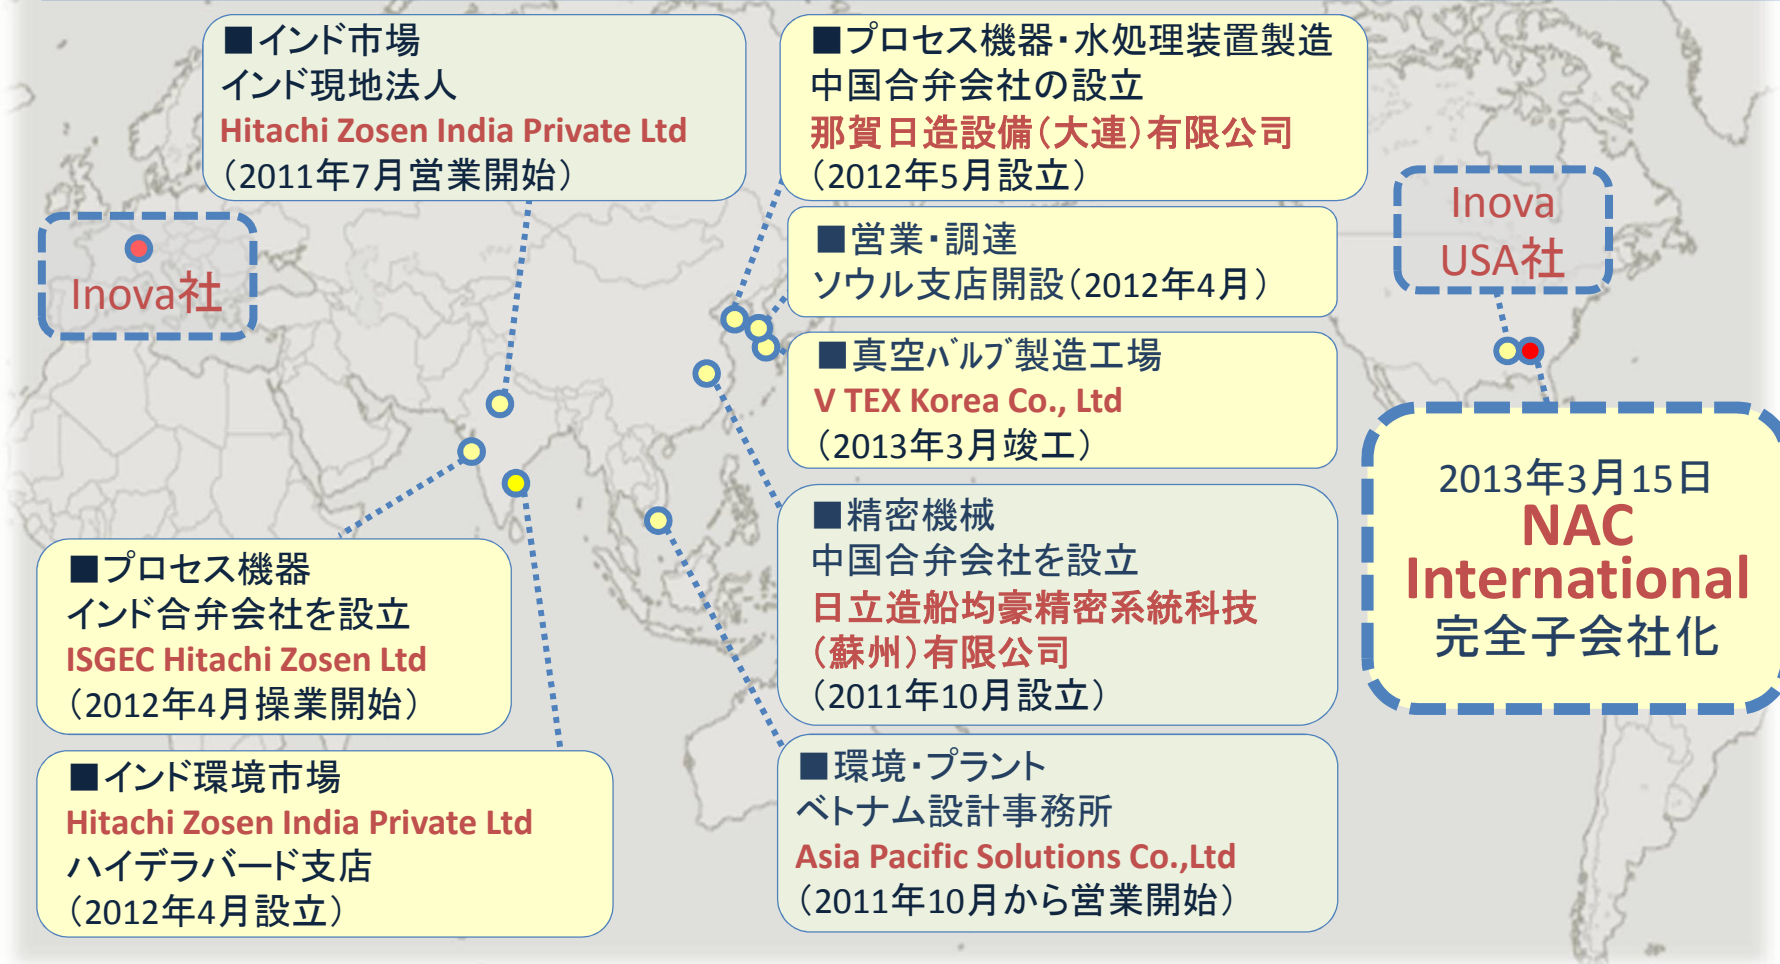 ■インド市場
インド現地法人
Hitachi Zosen India Private Ltd
（2011年7月営業開始）
■プロセス機器・水処理装置製造
中国合弁会社の設立
那賀日造設備（大連）有限公司
（2012年5月設立）
■営業・調達
ソウル支店開設（2012年4月）
■真空ﾊﾞﾙﾌﾞ製造工場
V TEX Korea Co., Ltd
（2013年3月竣工）
Inova社
Inova
USA社
■精密機械
中国合弁会社を設立
日立造船均豪精密系統科技
（蘇州）有限公司
（2011年10月設立）
2013年3月15日
NAC
International
完全子会社化
■プロセス機器
インド合弁会社を設立
ISGEC Hitachi Zosen Ltd
（2012年4月操業開始）
■インド環境市場
Hitachi Zosen India Private Ltd
ハイデラバード支店
（2012年4月設立）
■環境・プラント
ベトナム設計事務所
Asia Pacific Solutions Co.,Ltd
（2011年10月から営業開始）